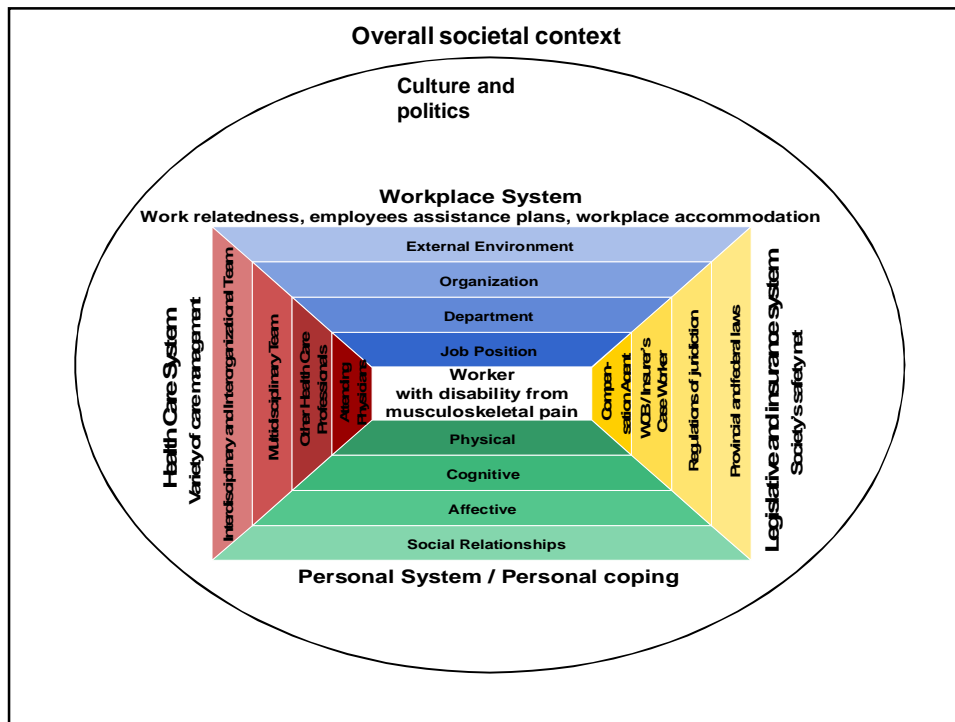 Overall societal context
Culture and
politics
Workplace System
Work relatedness, employees assistance plans, workplace accommodation
External Environment
Organization
Department
Job Position
Health Care System
Variety of care management
Interdisciplinary and Interorganizational Team
Multidisciplinary Team
Other Health Care
Professionals
Attending
Physicians
Worker
with disability from
musculoskeletal pain
Compen-
sation Agent
WCB / Insurer's
Case Worker
Regulations of jurisdiction
Provincial and federal laws
Legislative and insurance system
Society's safety net
Physical
Cognitive
Affective
Social Relationships
Personal System / Personal coping